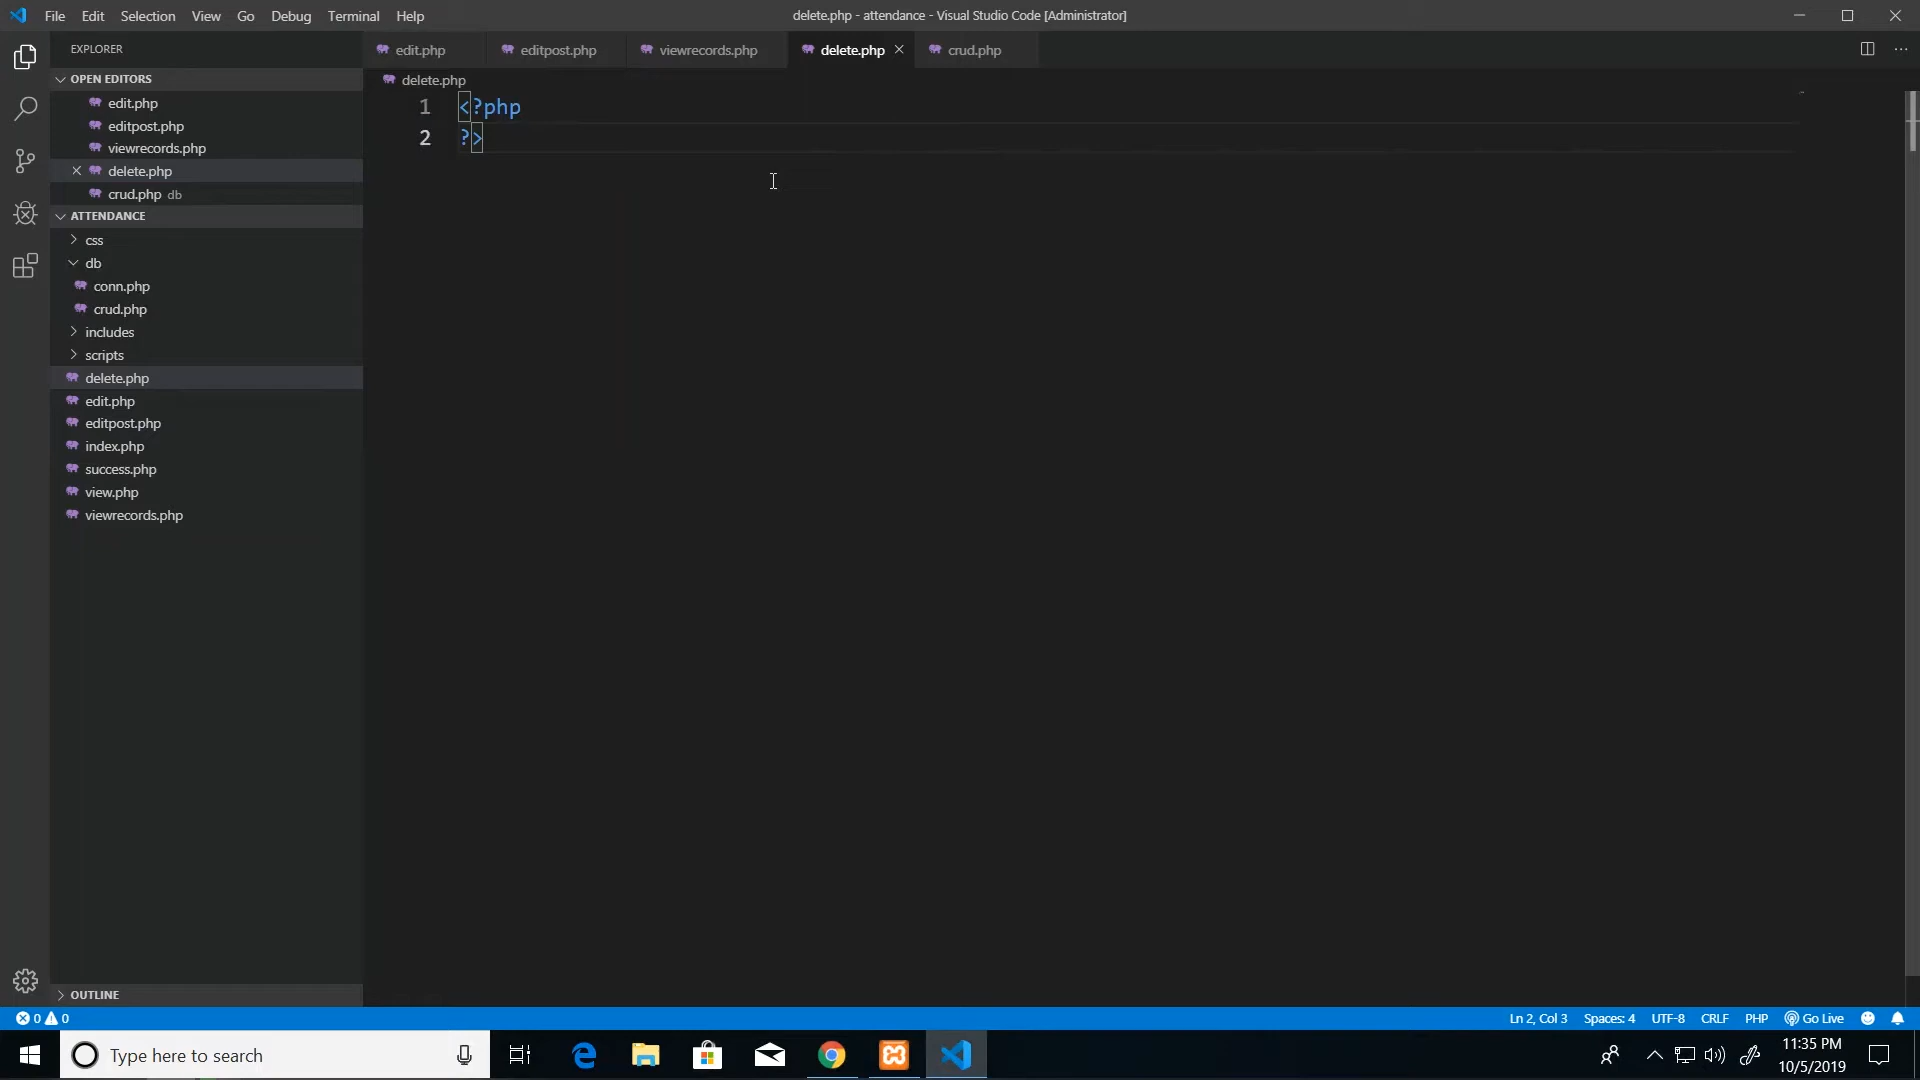 File Edit Selection View Go Debug Terminal Help
delete.php - attendance - Visual Studio Code [Administrator]
EXPLORER
OPEN EDITORS
edit.php
editpost.php
viewrecords.php
delete.php
crud.php db
ATTENDANCE
css
db
conn.php
crud.php
includes
scripts
delete.php
edit.php
editpost.php
index.php
success.php
view.php
viewrecords.php
OUTLINE
edit.php editpost.php viewrecords.php delete.php crud.php
delete.php
1 <?php
2 ?>
0 0
Ln 2, Col 3 Spaces: 4 UTF-8 CRLF PHP Go Live
Type here to search
11:35 PM
10/5/2019